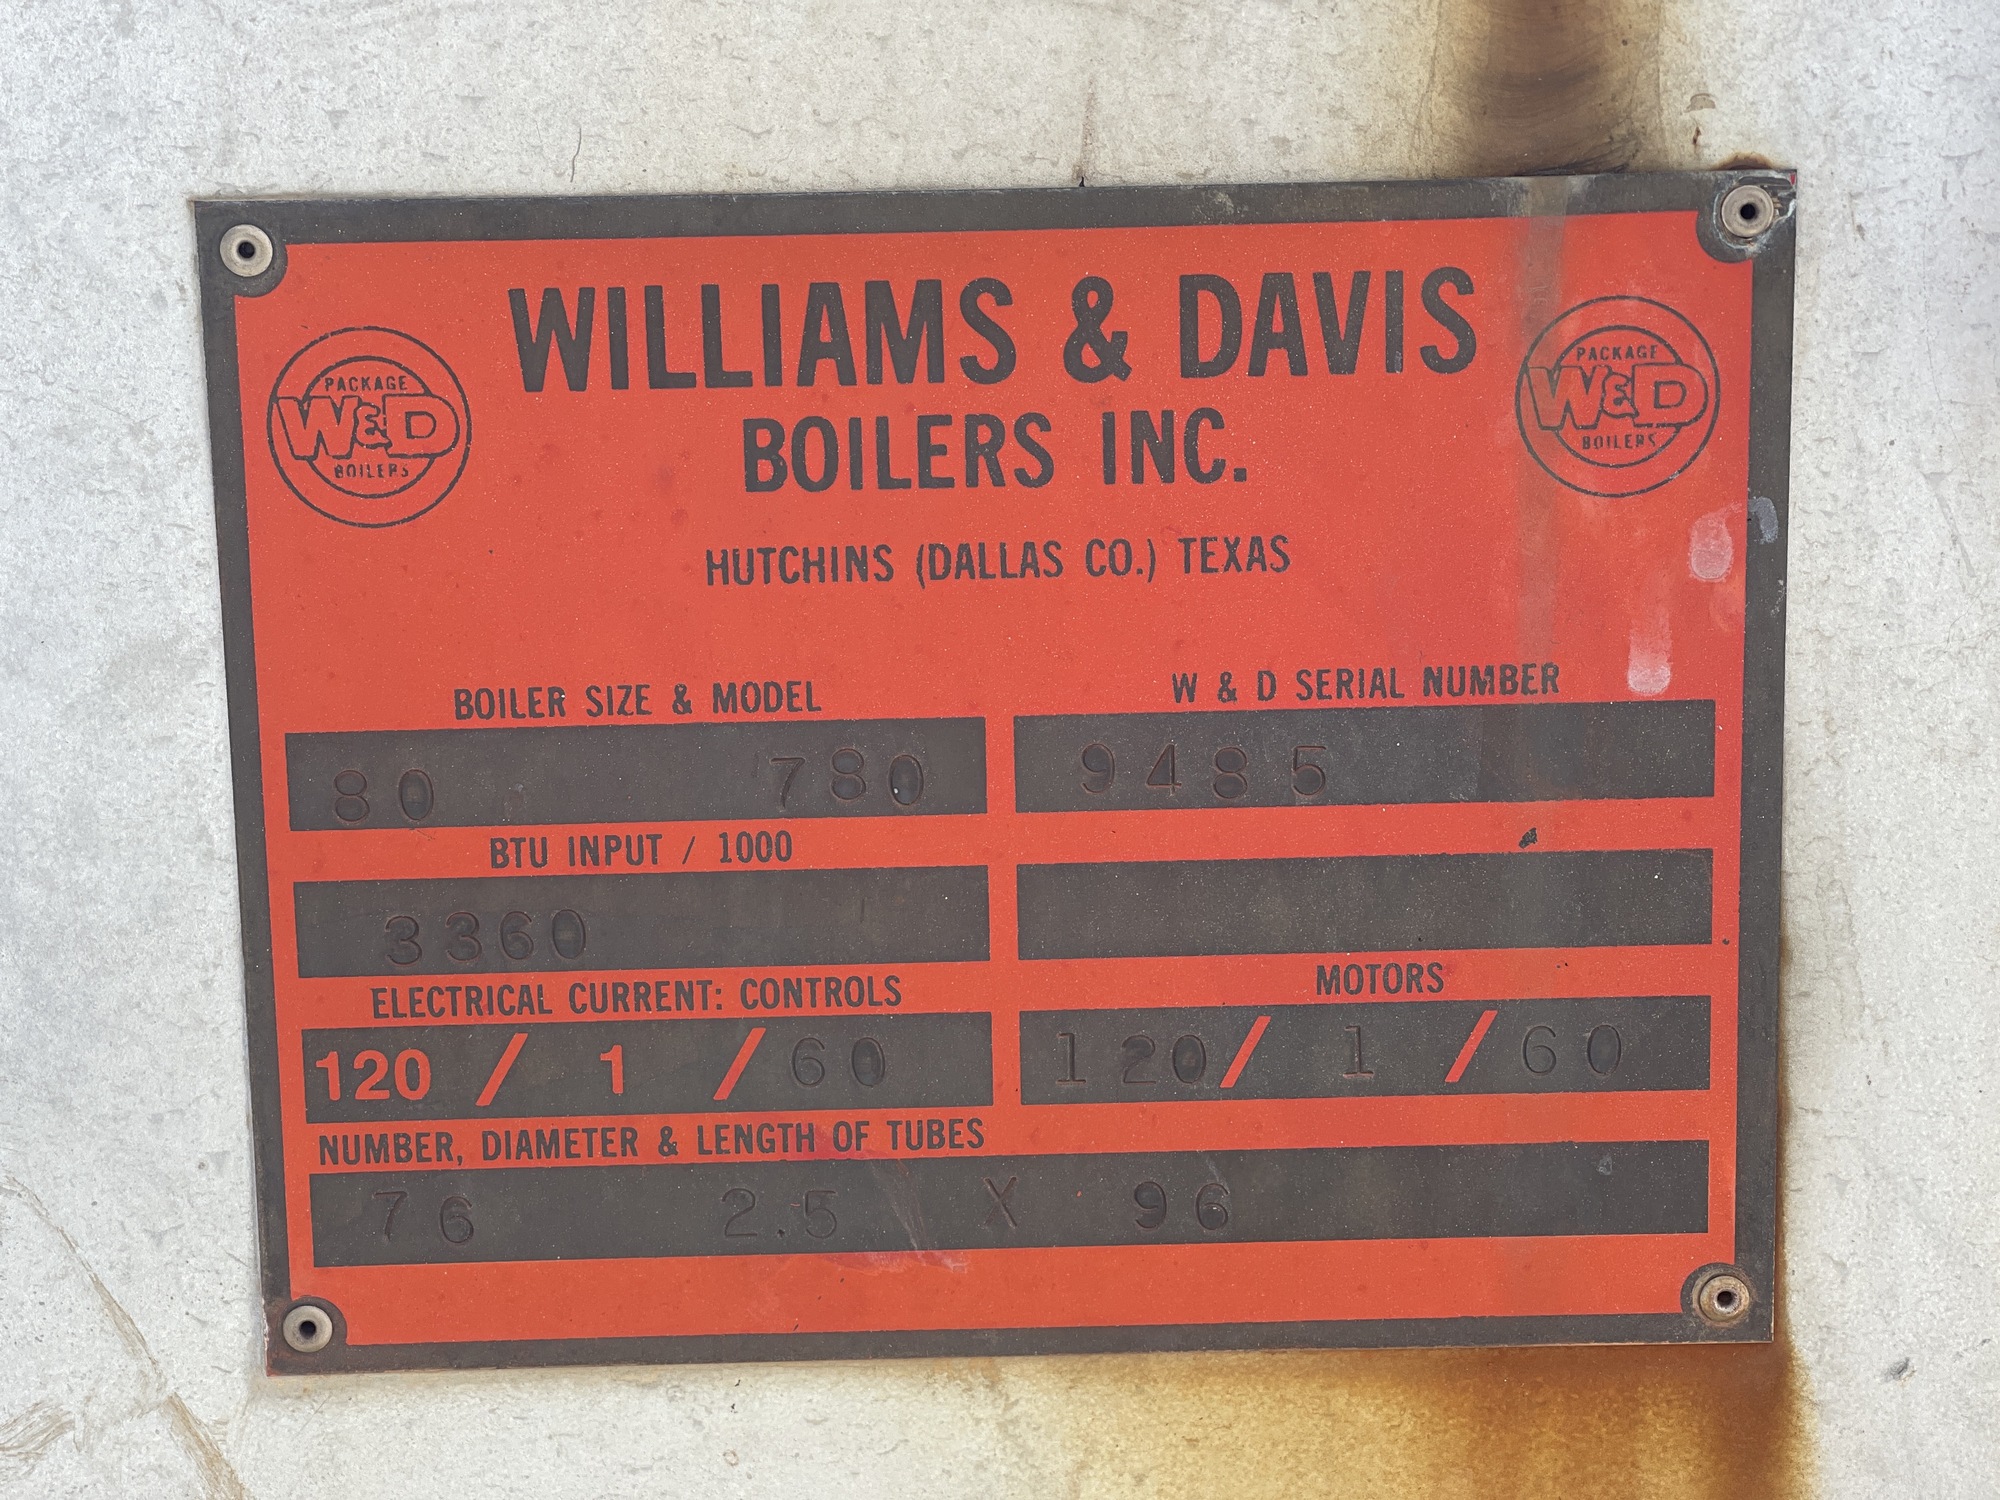 WILLIAMS & DAVIS
BOILERS INC.
PACKAGE
W&D
BOILERS
PACKAGE
W&D
BOILERS
HUTCHINS (DALLAS CO.) TEXAS
BOILER SIZE & MODEL
80 780
W & D SERIAL NUMBER
9485
BTU INPUT / 1000
3360
ELECTRICAL CURRENT: CONTROLS
120 / 1 / 60
MOTORS
120 / 1 / 60
NUMBER, DIAMETER & LENGTH OF TUBES
76 2.5 X 96